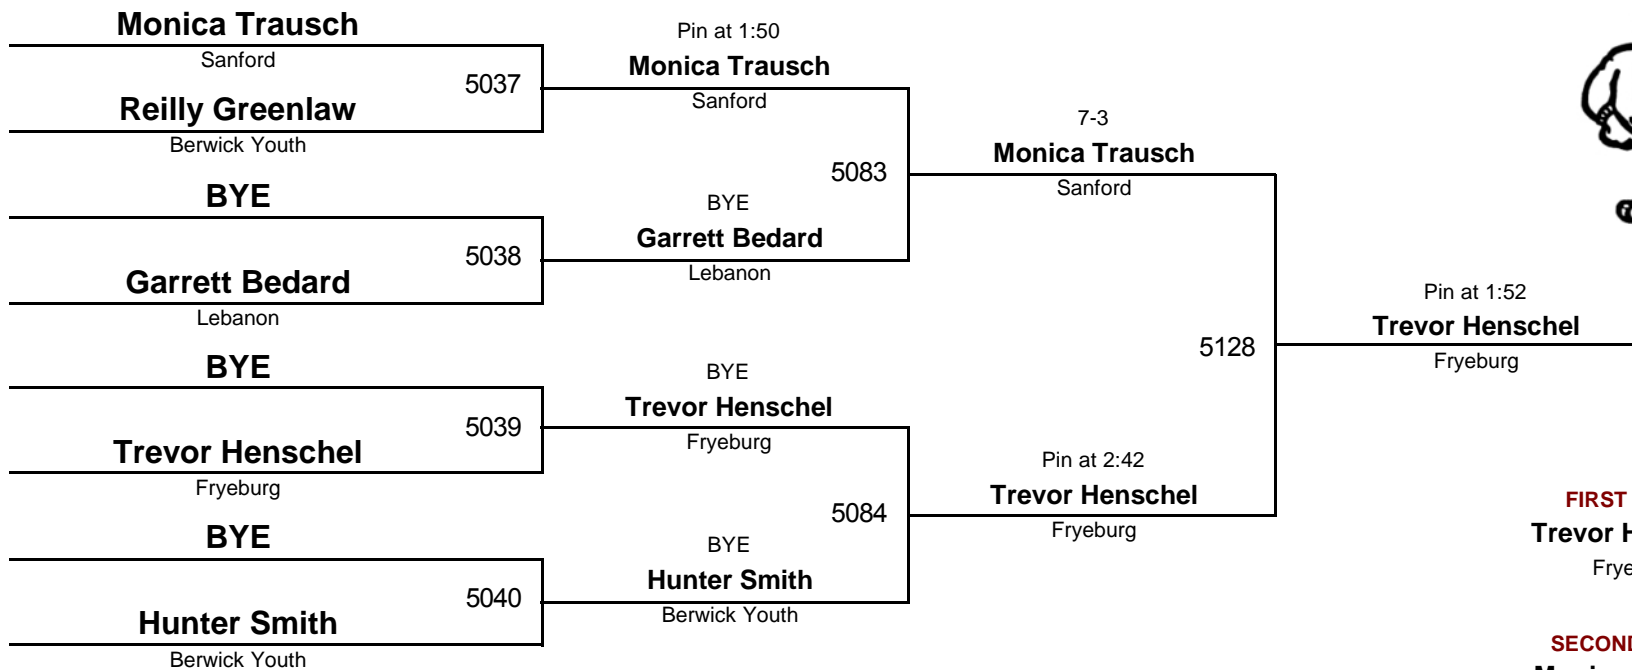 Monica Trausch
Sanford
5037
Reilly Greenlaw
Berwick Youth
BYE
5038
Garrett Bedard
Lebanon
BYE
5039
Trevor Henschel
Fryeburg
BYE
5040
Hunter Smith
Berwick Youth
Pin at 1:50
Monica Trausch
Sanford
5083
BYE
Garrett Bedard
Lebanon
BYE
Trevor Henschel
Fryeburg
5084
BYE
Hunter Smith
Berwick Youth
7-3
Monica Trausch
Sanford
5128
Pin at 2:42
Trevor Henschel
Fryeburg
Pin at 1:52
Trevor Henschel
Fryeburg
FIRST
Trevor H
Frye
SECOND